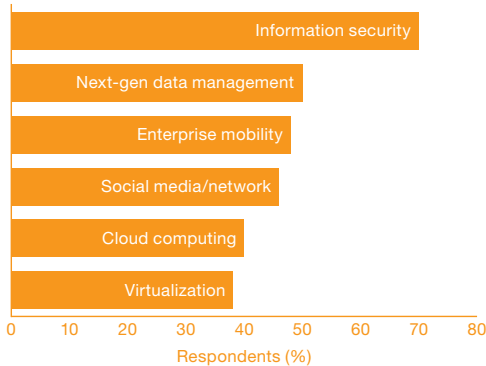 Information security
Next-gen data management
Enterprise mobility
Social media/network
Cloud computing
Virtualization
0 10 20 30 40 50 60 70 80
Respondents (%)